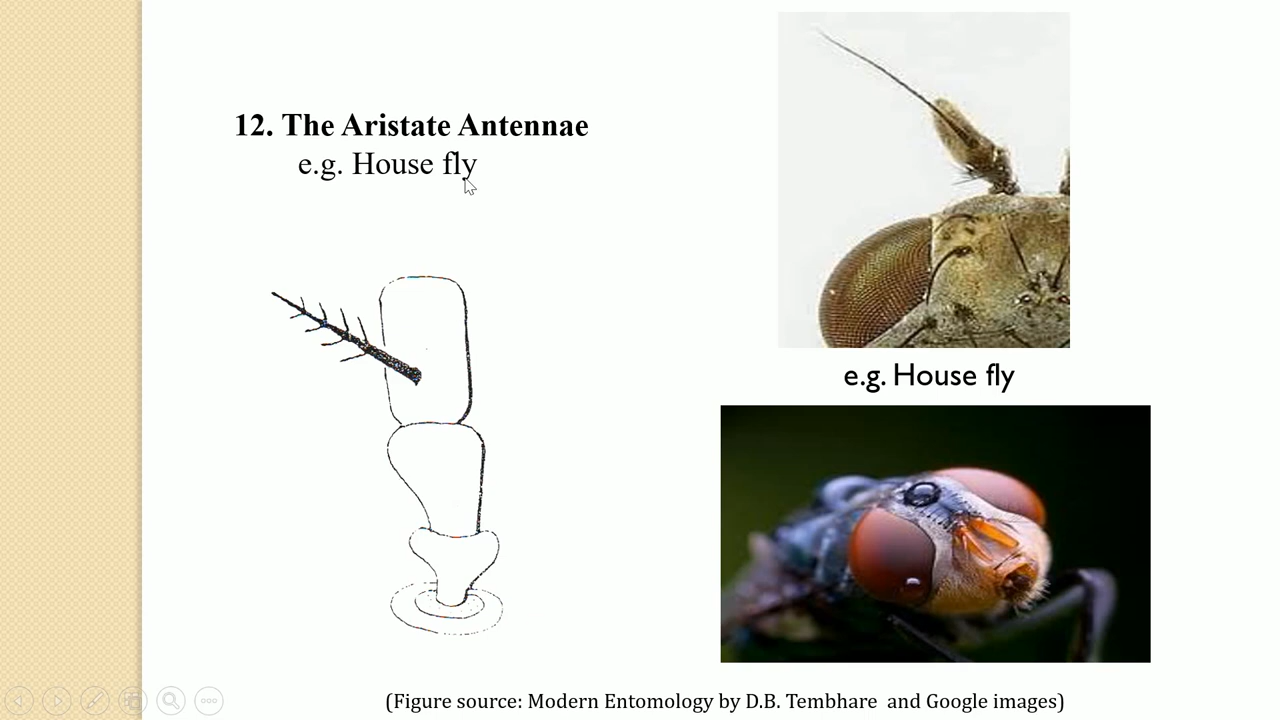 12. The Aristate Antennae
e.g. House fly
e.g. House fly
(Figure source: Modern Entomology by D.B. Tembhare and Google images)